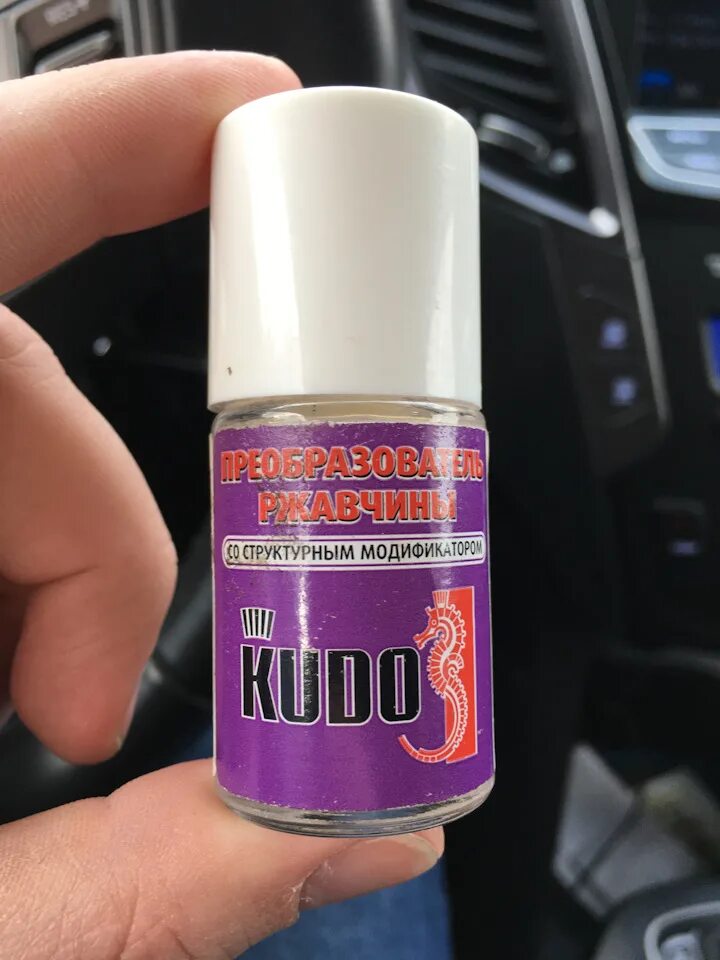 ПРЕОБРАЗОВАТЕЛЬ
РЖАВЧИНЫ
СО СТРУКТУРНЫМ МОДИФИКАТОРОМ
KUDO